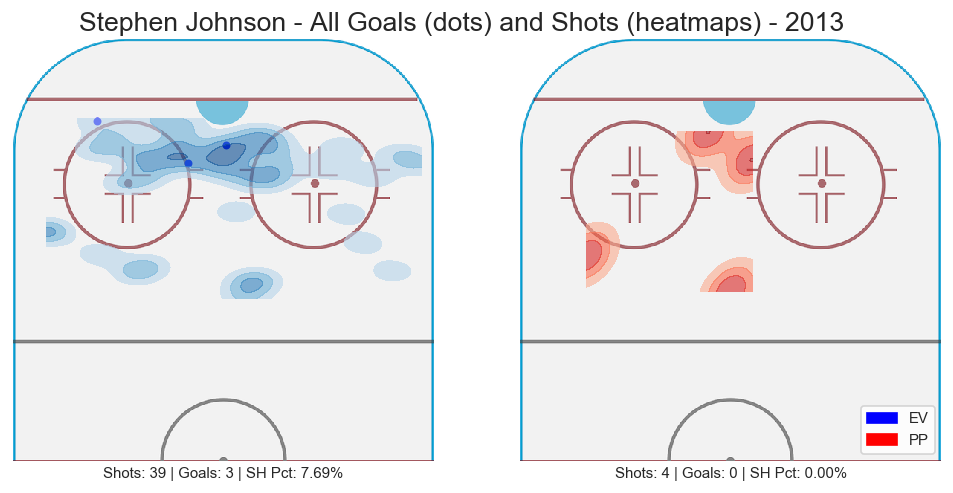 Stephen Johnson - All Goals (dots) and Shots (heatmaps) - 2013
EV
PP
Shots: 39 | Goals: 3 | SH Pct: 7.69%
Shots: 4 | Goals: 0 | SH Pct: 0.00%